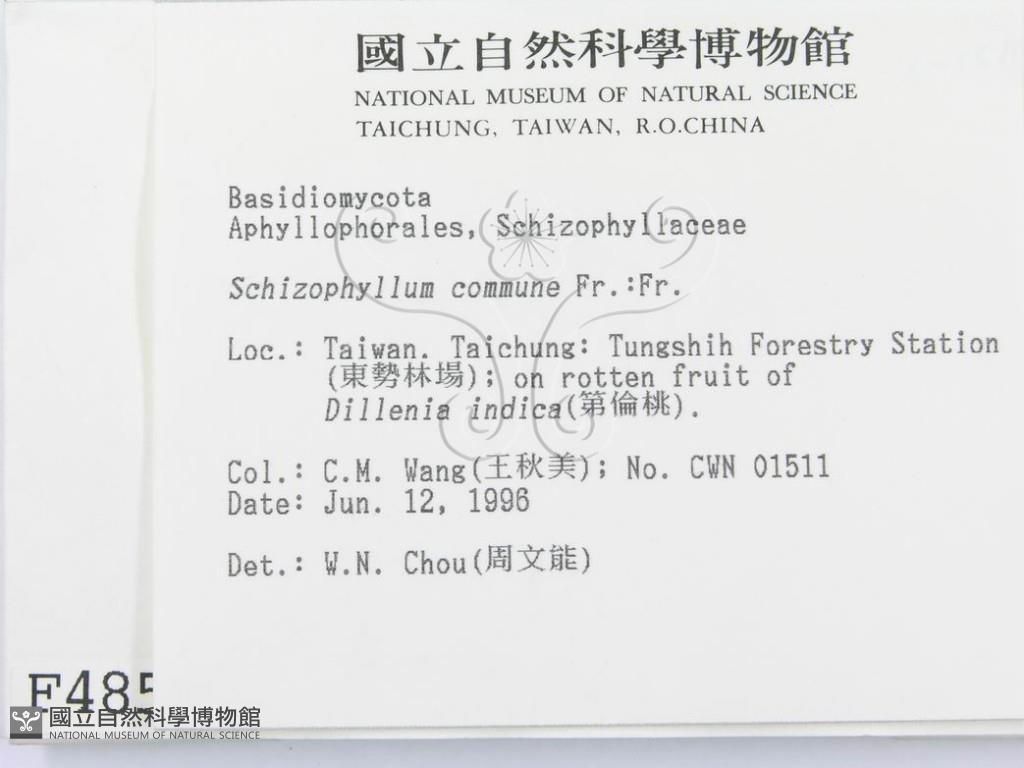 國立自然科學博物館
NATIONAL MUSEUM OF NATURAL SCIENCE
TAICHUNG, TAIWAN, R.O.CHINA
Basidiomycota
Aphyllophorales, Schizophyllaceae
Schizophyllum commune Fr.:Fr.
Loc.: Taiwan. Taichung: Tungshih Forestry Station
(東勢林場); on rotten fruit of
Dillenia indica(第倫桃).
Col.: C.M. Wang(王秋美); No. CWN 01511
Date: Jun. 12, 1996
Det.: W.N. Chou(周文能)
F485
國立自然科學博物館
NATIONAL MUSEUM OF NATURAL SCIENCE